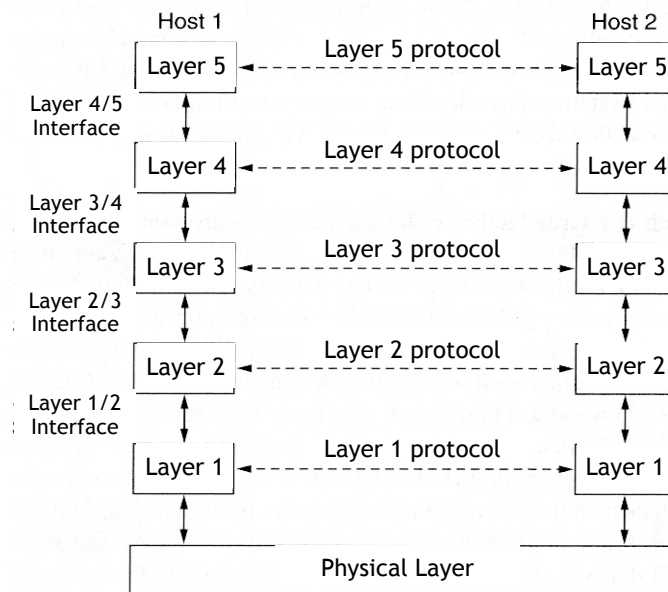 Host 1
Host 2
Layer 5
Layer 5 protocol
Layer 5
Layer 4/5
Interface
Layer 4
Layer 4 protocol
Layer 4
Layer 3/4
Interface
Layer 3
Layer 3 protocol
Layer 3
Layer 2/3
Interface
Layer 2
Layer 2 protocol
Layer 2
Layer 1/2
Interface
Layer 1
Layer 1 protocol
Layer 1
Physical Layer